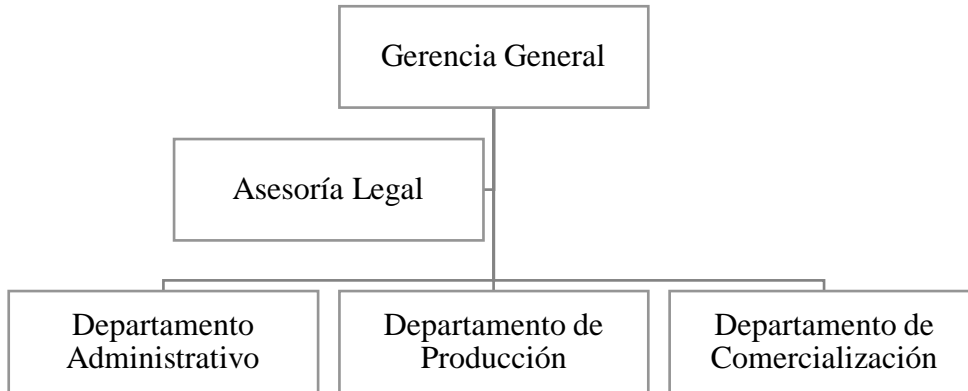 Gerencia General
Asesoría Legal
Departamento
Administrativo
Departamento de
Producción
Departamento de
Comercialización